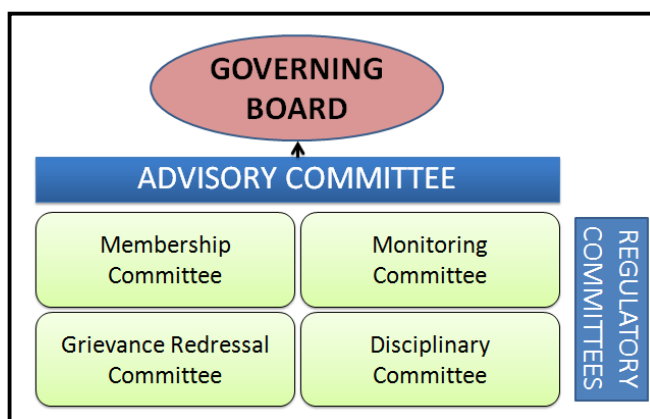 GOVERNING
BOARD
ADVISORY COMMITTEE
Membership
Committee
Monitoring
Committee
Grievance Redressal
Committee
Disciplinary
Committee
REGULATORY
COMMITTEES